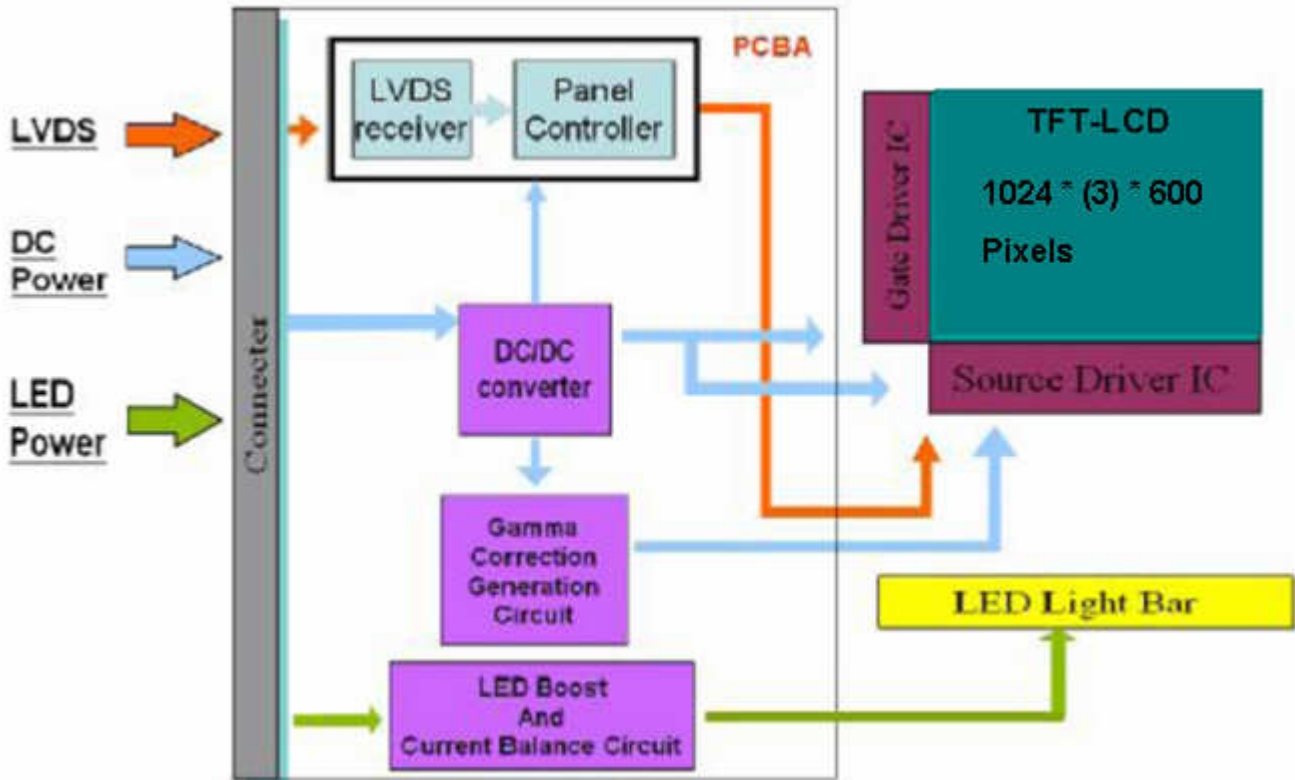 PCBA
LVDS
receiver
Panel
Controller
LVDS
DC
Power
LED
Power
Connecter
DC/DC
converter
Gamma
Correction
Generation
Circuit
LED Boost
And
Current Balance Circuit
Gate Driver IC
TFT-LCD
1024 * (3) * 600
Pixels
Source Driver IC
LED Light Bar